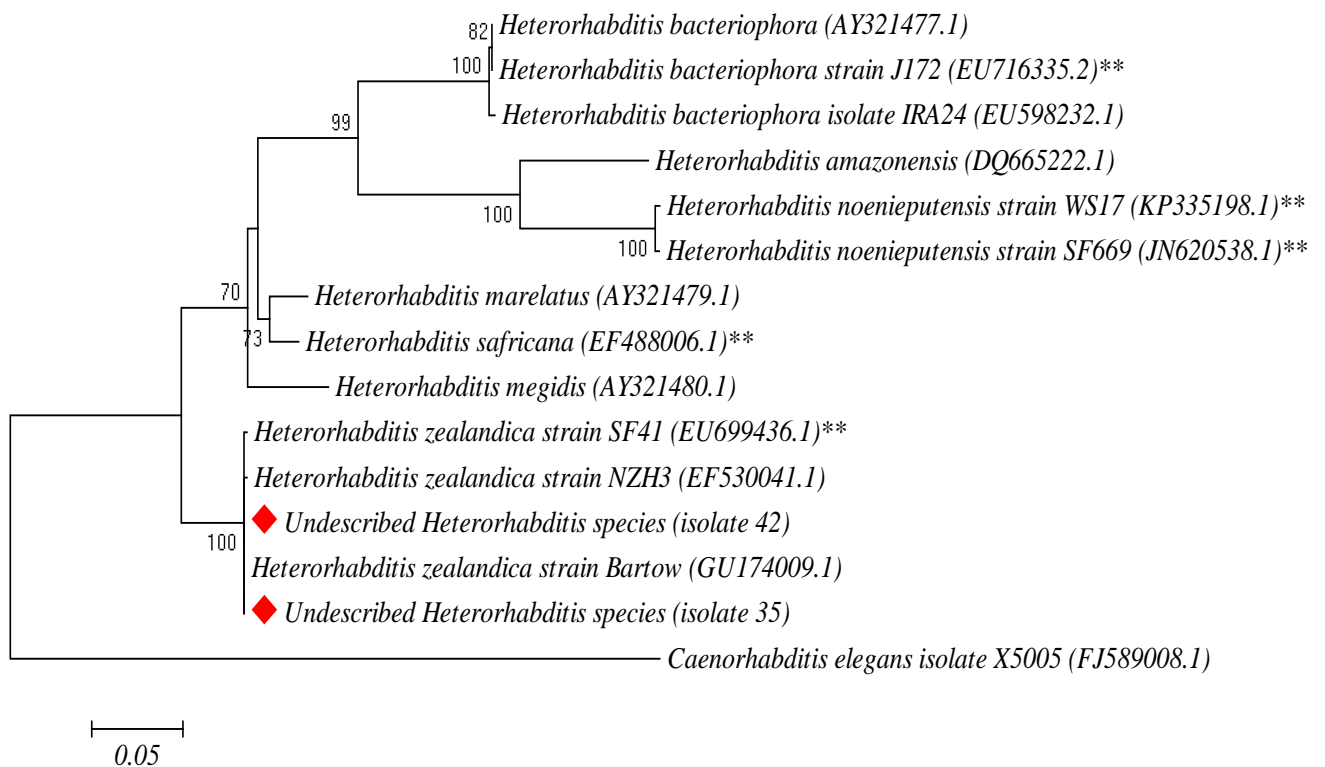 82
Heterorhabditis bacteriophora (AY321477.1)
100
Heterorhabditis bacteriophora strain J172 (EU716335.2)**
Heterorhabditis bacteriophora isolate IRA24 (EU598232.1)
99
Heterorhabditis amazonensis (DQ665222.1)
100
Heterorhabditis noenieputensis strain WS17 (KP335198.1)**
100
Heterorhabditis noenieputensis strain SF669 (JN620538.1)**
70
Heterorhabditis marelatus (AY321479.1)
73
Heterorhabditis safricana (EF488006.1)**
Heterorhabditis megidis (AY321480.1)
Heterorhabditis zealandica strain SF41 (EU699436.1)**
Heterorhabditis zealandica strain NZH3 (EF530041.1)
Undescribed Heterorhabditis species (isolate 42)
100
Heterorhabditis zealandica strain Bartow (GU174009.1)
Undescribed Heterorhabditis species (isolate 35)
Caenorhabditis elegans isolate X5005 (FJ589008.1)
0.05